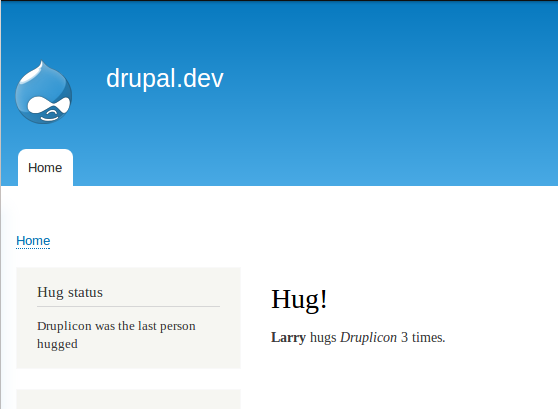 drupal.dev
Home
Home
Hug status
Druplicon was the last person
hugged
Hug!
Larry hugs Druplicon 3 times.